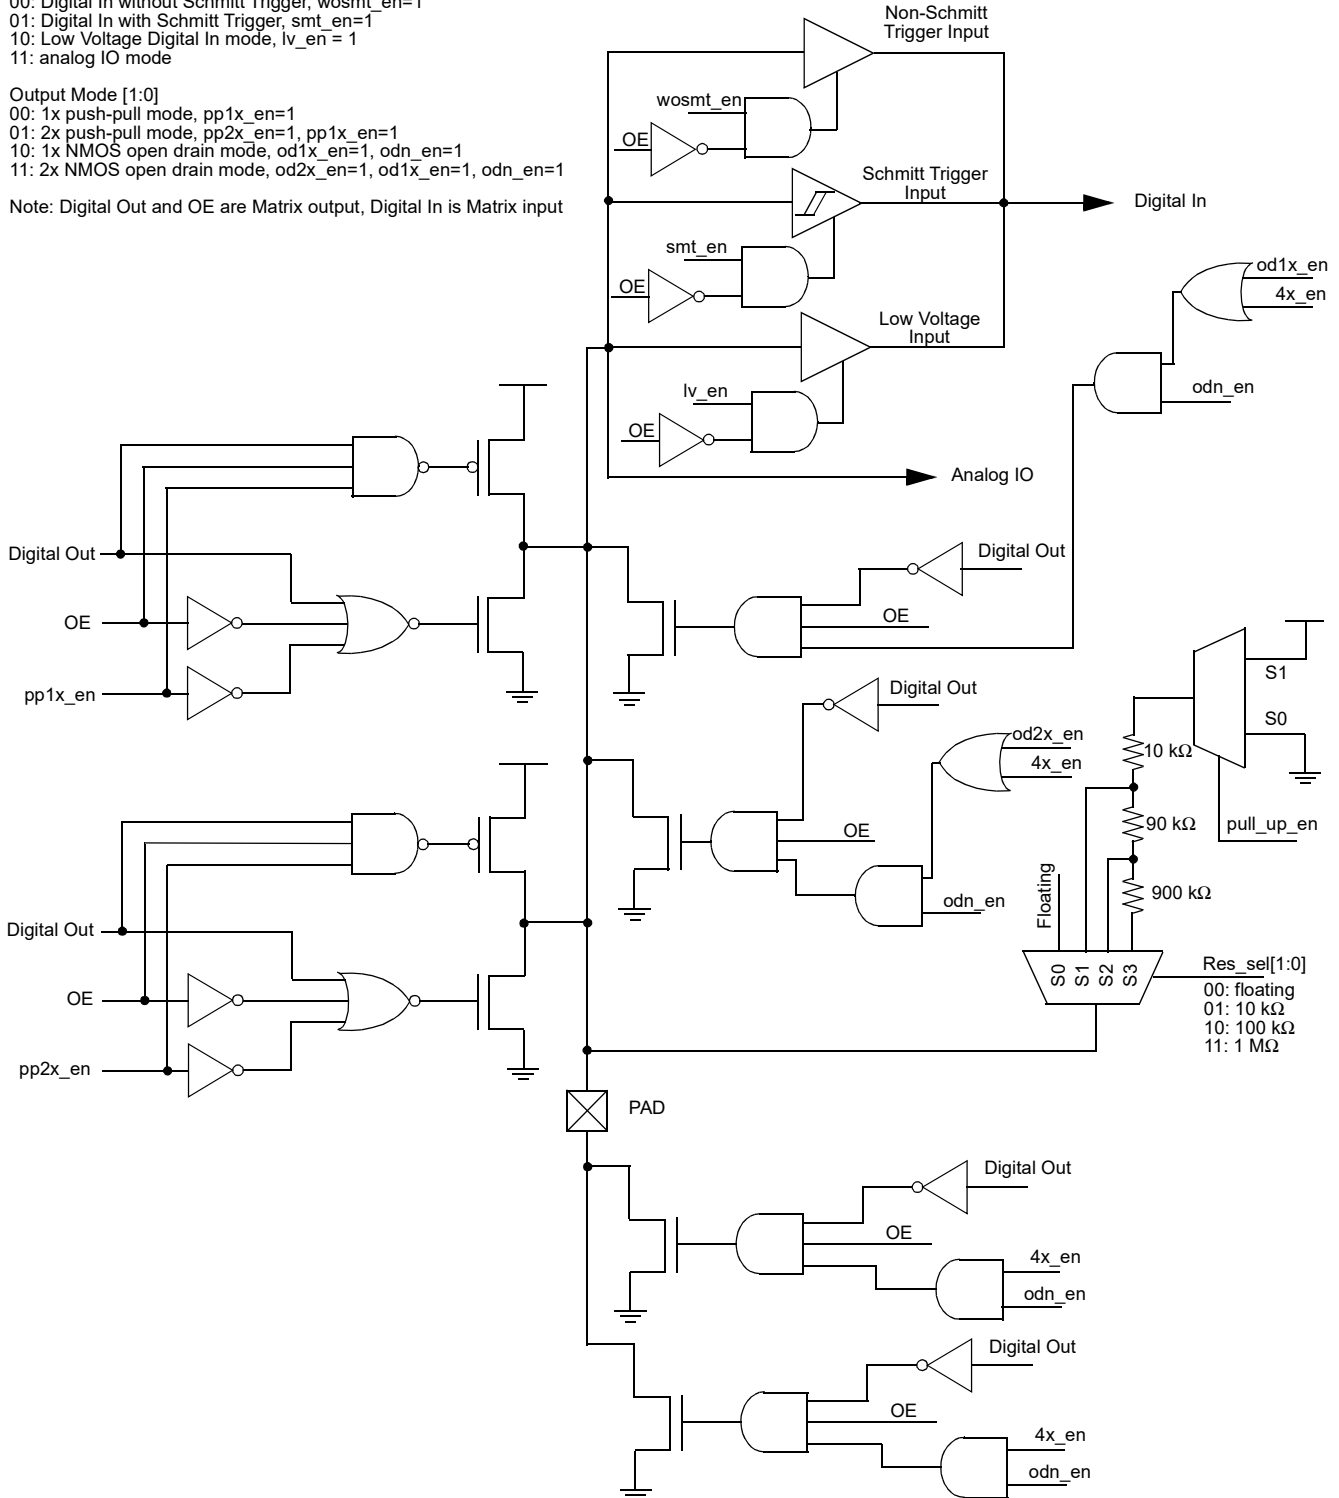 00: Digital In without Schmitt Trigger, wosmt_en=1
01: Digital In with Schmitt Trigger, smt_en=1
10: Low Voltage Digital In mode, lv_en = 1
11: analog IO mode
Output Mode [1:0]
00: 1x push-pull mode, pp1x_en=1
01: 2x push-pull mode, pp2x_en=1, pp1x_en=1
10: 1x NMOS open drain mode, od1x_en=1, odn_en=1
11: 2x NMOS open drain mode, od2x_en=1, od1x_en=1, odn_en=1
Note: Digital Out and OE are Matrix output, Digital In is Matrix input
Non-Schmitt
Trigger Input
wosmt_en
OE
Schmitt Trigger
Input
Digital In
smt_en
OE
od1x_en
4x_en
Low Voltage
Input
lv_en
OE
odn_en
Analog IO
Digital Out
OE
pp1x_en
Digital Out
OE
S1
S0
Digital Out
od2x_en
4x_en
OE
odn_en
10 kΩ
90 kΩ
900 kΩ
pull_up_en
Floating
S0
S1
S2
S3
Res_sel[1:0]
00: floating
01: 10 kΩ
10: 100 kΩ
11: 1 MΩ
Digital Out
OE
pp2x_en
PAD
Digital Out
OE
4x_en
odn_en
Digital Out
OE
4x_en
odn_en